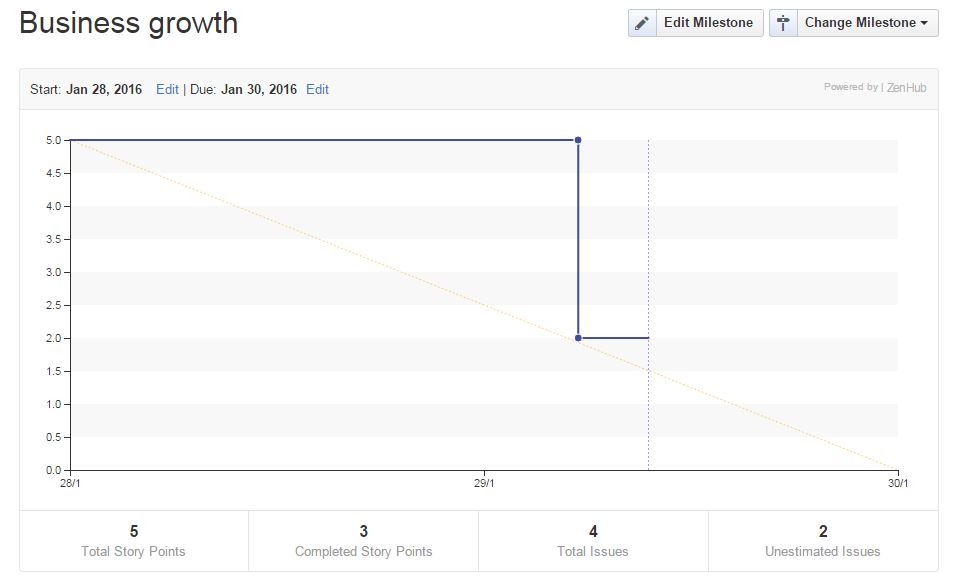 Business growth
Edit Milestone
Change Milestone
Start: Jan 28, 2016 Edit | Due: Jan 30, 2016 Edit
Powered by | ZenHub
5.0
4.5
4.0
3.5
3.0
2.5
2.0
1.5
1.0
0.5
0.0
28/1 29/1 30/1
5 3 4 2
Total Story Points Completed Story Points Total Issues Unestimated Issues